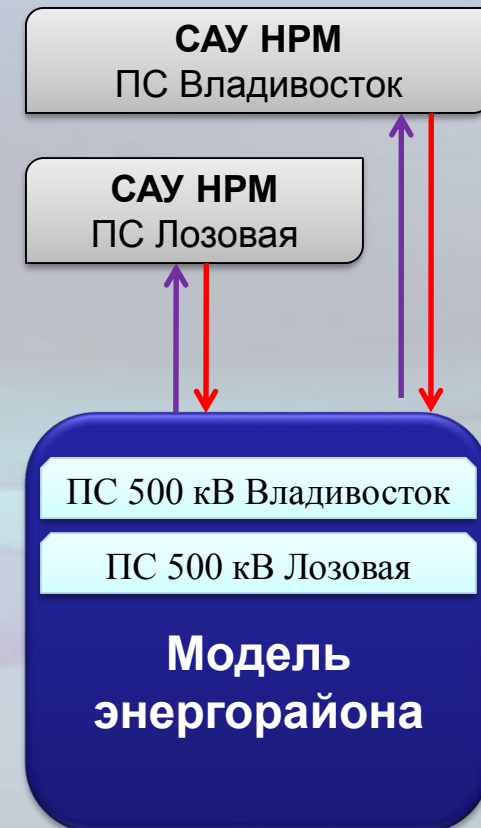 САУ НРМ
ПС Владивосток
САУ НРМ
ПС Лозовая
ПС 500 кВ Владивосток
ПС 500 кВ Лозовая
Модель
энергорайона